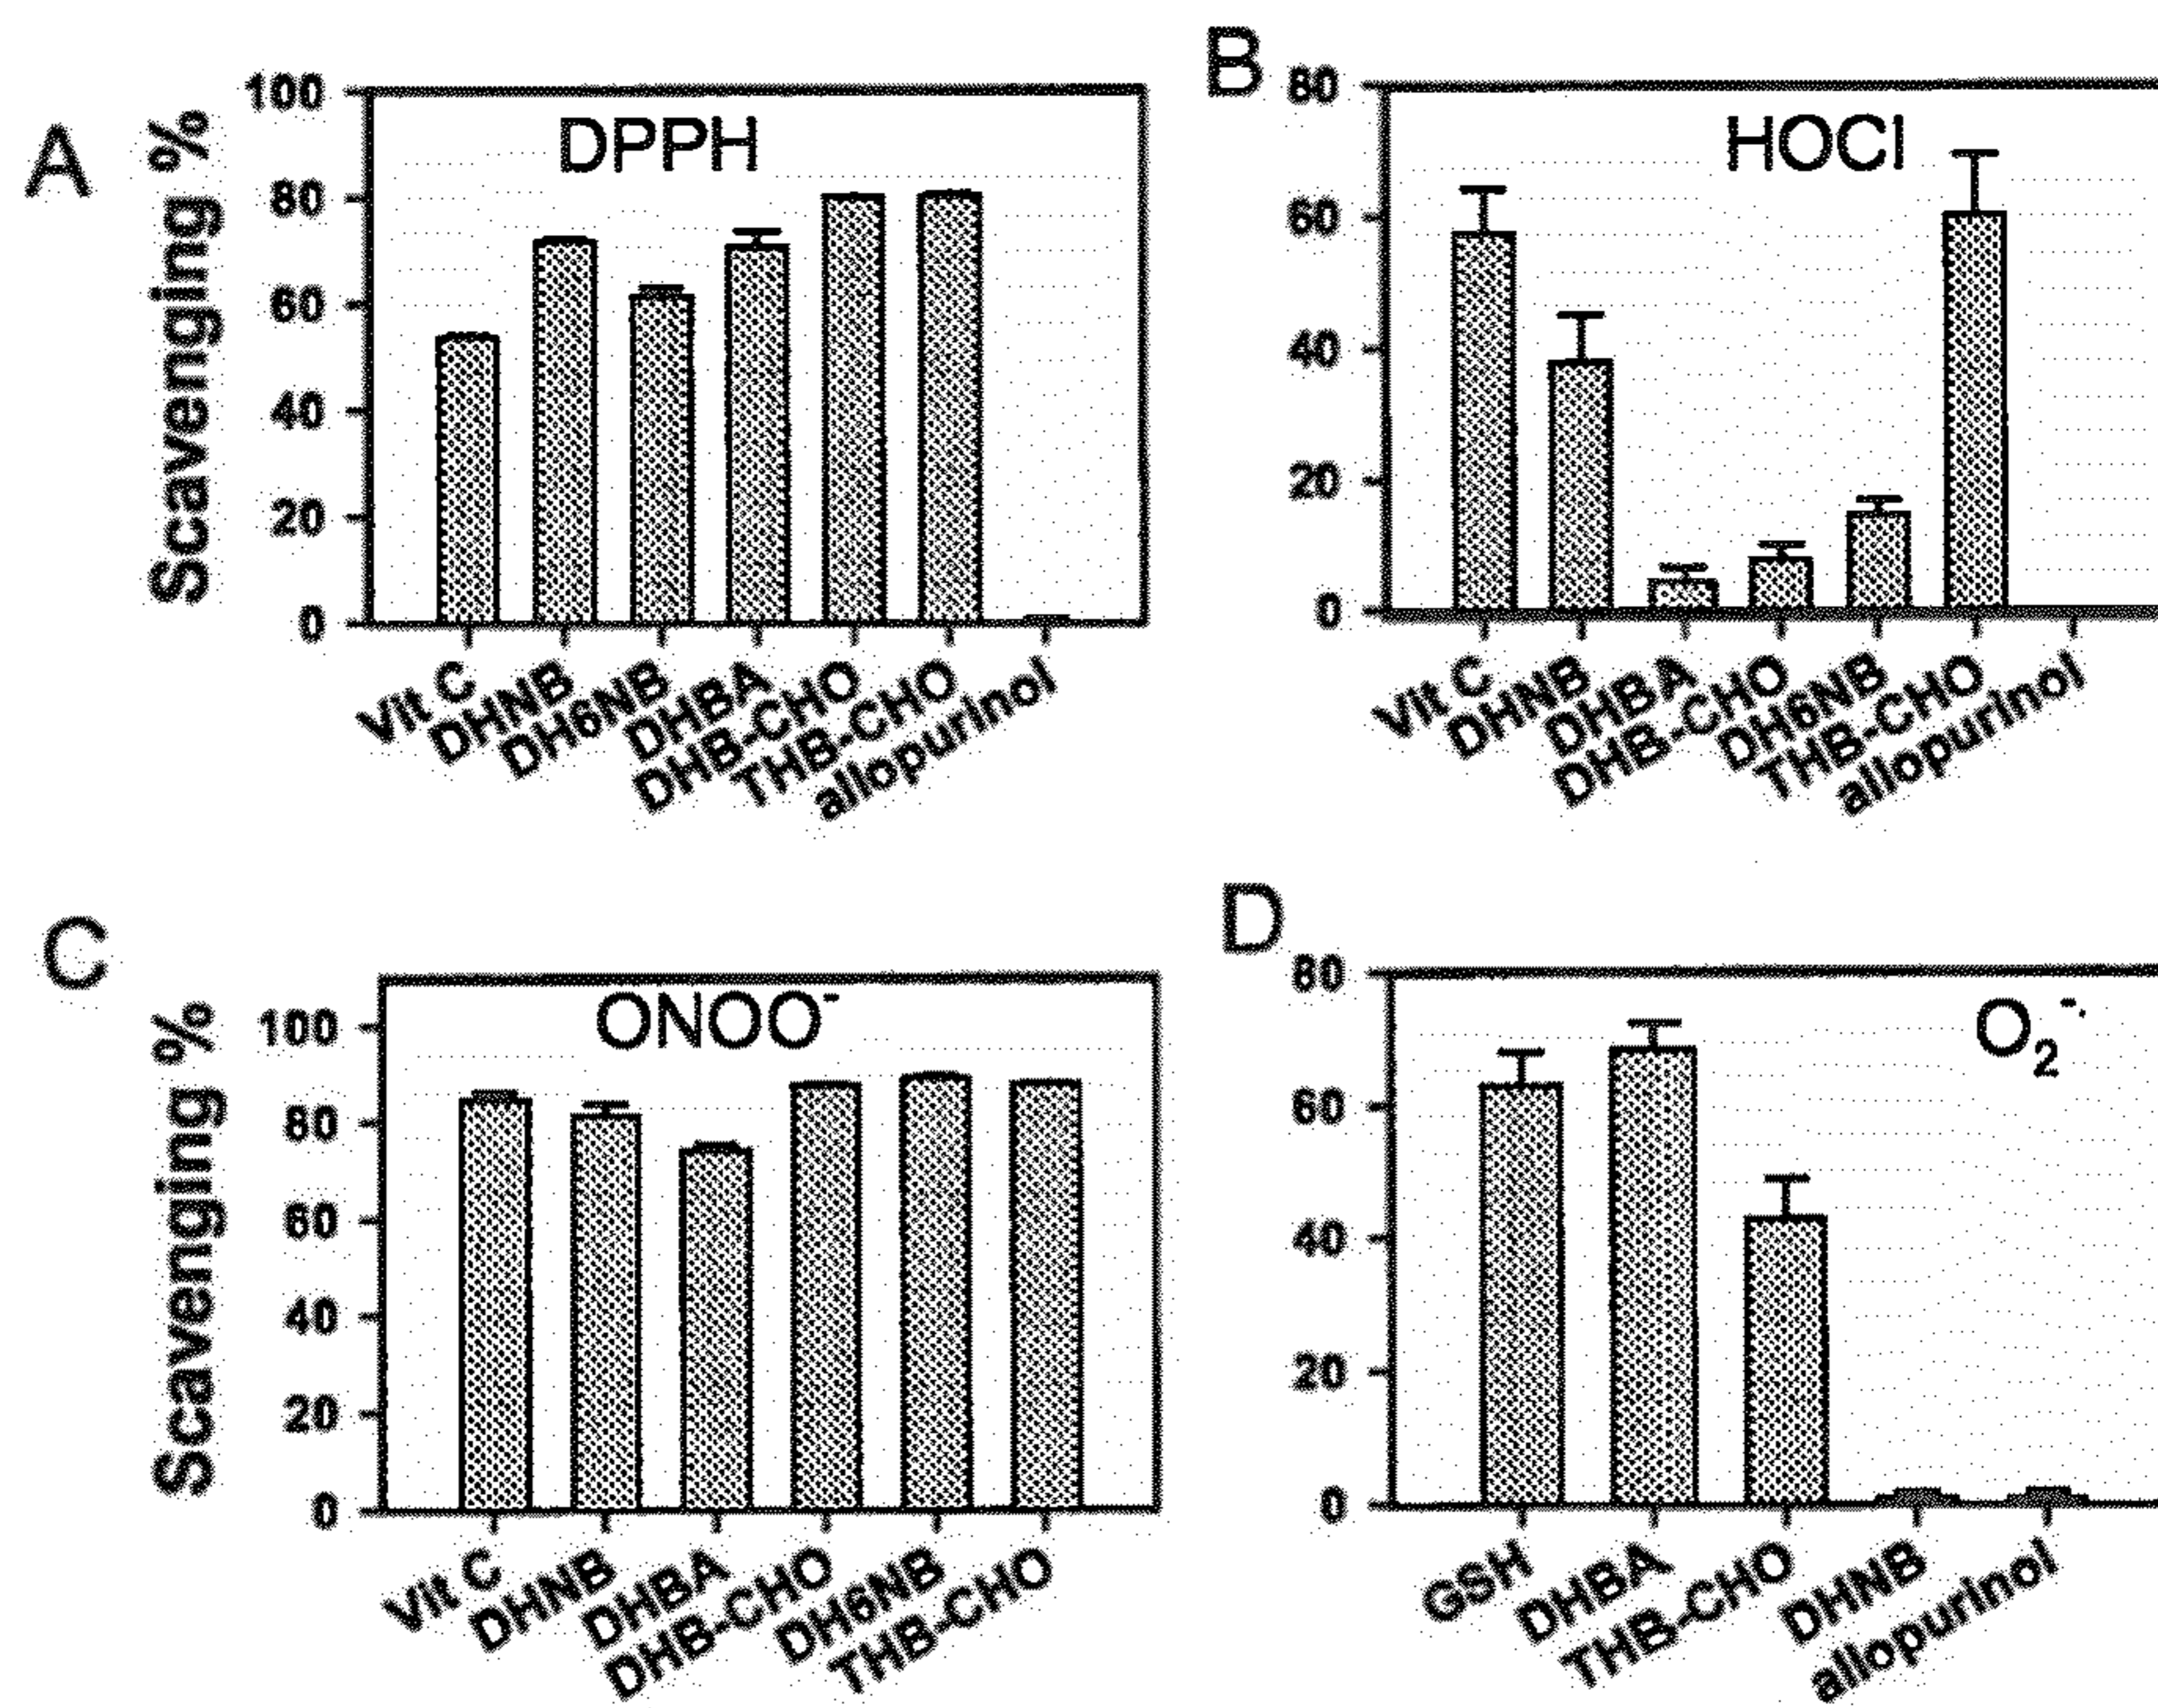 A
Scavenging %
100
80
60
40
20
0
DPPH
Vit C
DHNB
DH6NB
DHBA
DHB-CHO
THB-CHO
allopurinol
B
80
60
40
20
0
HOCl
Vit C
DHNB
DHBA
DHB-CHO
DH6NB
THB-CHO
allopurinol
C
Scavenging %
100
80
60
40
20
0
ONOO⁻
Vit C
DHNB
DHBA
DHB-CHO
DH6NB
THB-CHO
D
80
60
40
20
0
O₂⁻·
GSH
DHBA
THB-CHO
DHNB
allopurinol